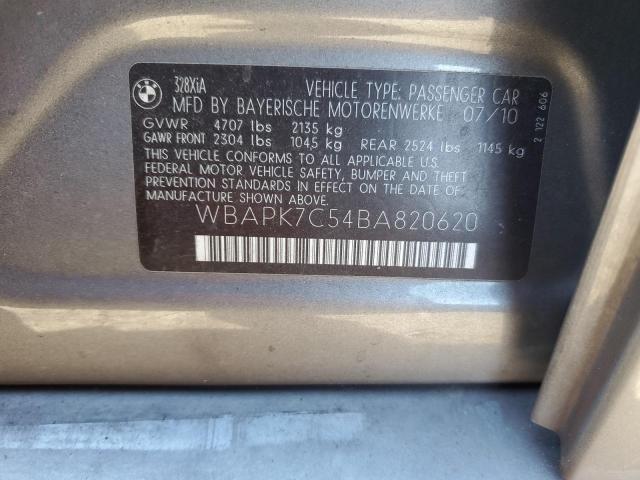 BMW
328XiA
VEHICLE TYPE: PASSENGER CAR
MFD BY BAYERISCHE MOTORENWERKE 07/10
GVWR 4707 lbs 2135 kg
GAWR FRONT 2304 lbs 1045 kg REAR 2524 lbs 1145 kg
THIS VEHICLE CONFORMS TO ALL APPLICABLE U.S.
FEDERAL MOTOR VEHICLE SAFETY, BUMPER AND THEFT
PREVENTION STANDARDS IN EFFECT ON THE DATE OF
MANUFACTURE SHOWN ABOVE.
WBAPK7C54BA820620
2 122 606